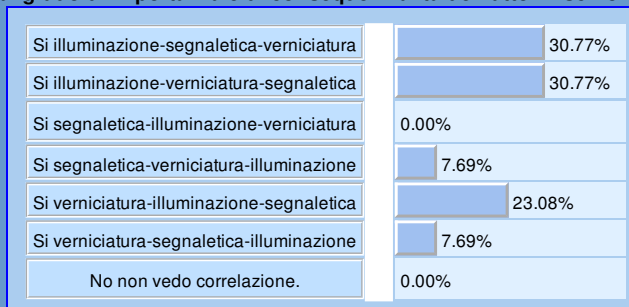 Si illuminazione-segnaletica-verniciatura 30.77%
Si illuminazione-verniciatura-segnaletica 30.77%
Si segnaletica-illuminazione-verniciatura 0.00%
Si segnaletica-verniciatura-illuminazione 7.69%
Si verniciatura-illuminazione-segnaletica 23.08%
Si verniciatura-segnaletica-illuminazione 7.69%
No non vedo correlazione. 0.00%